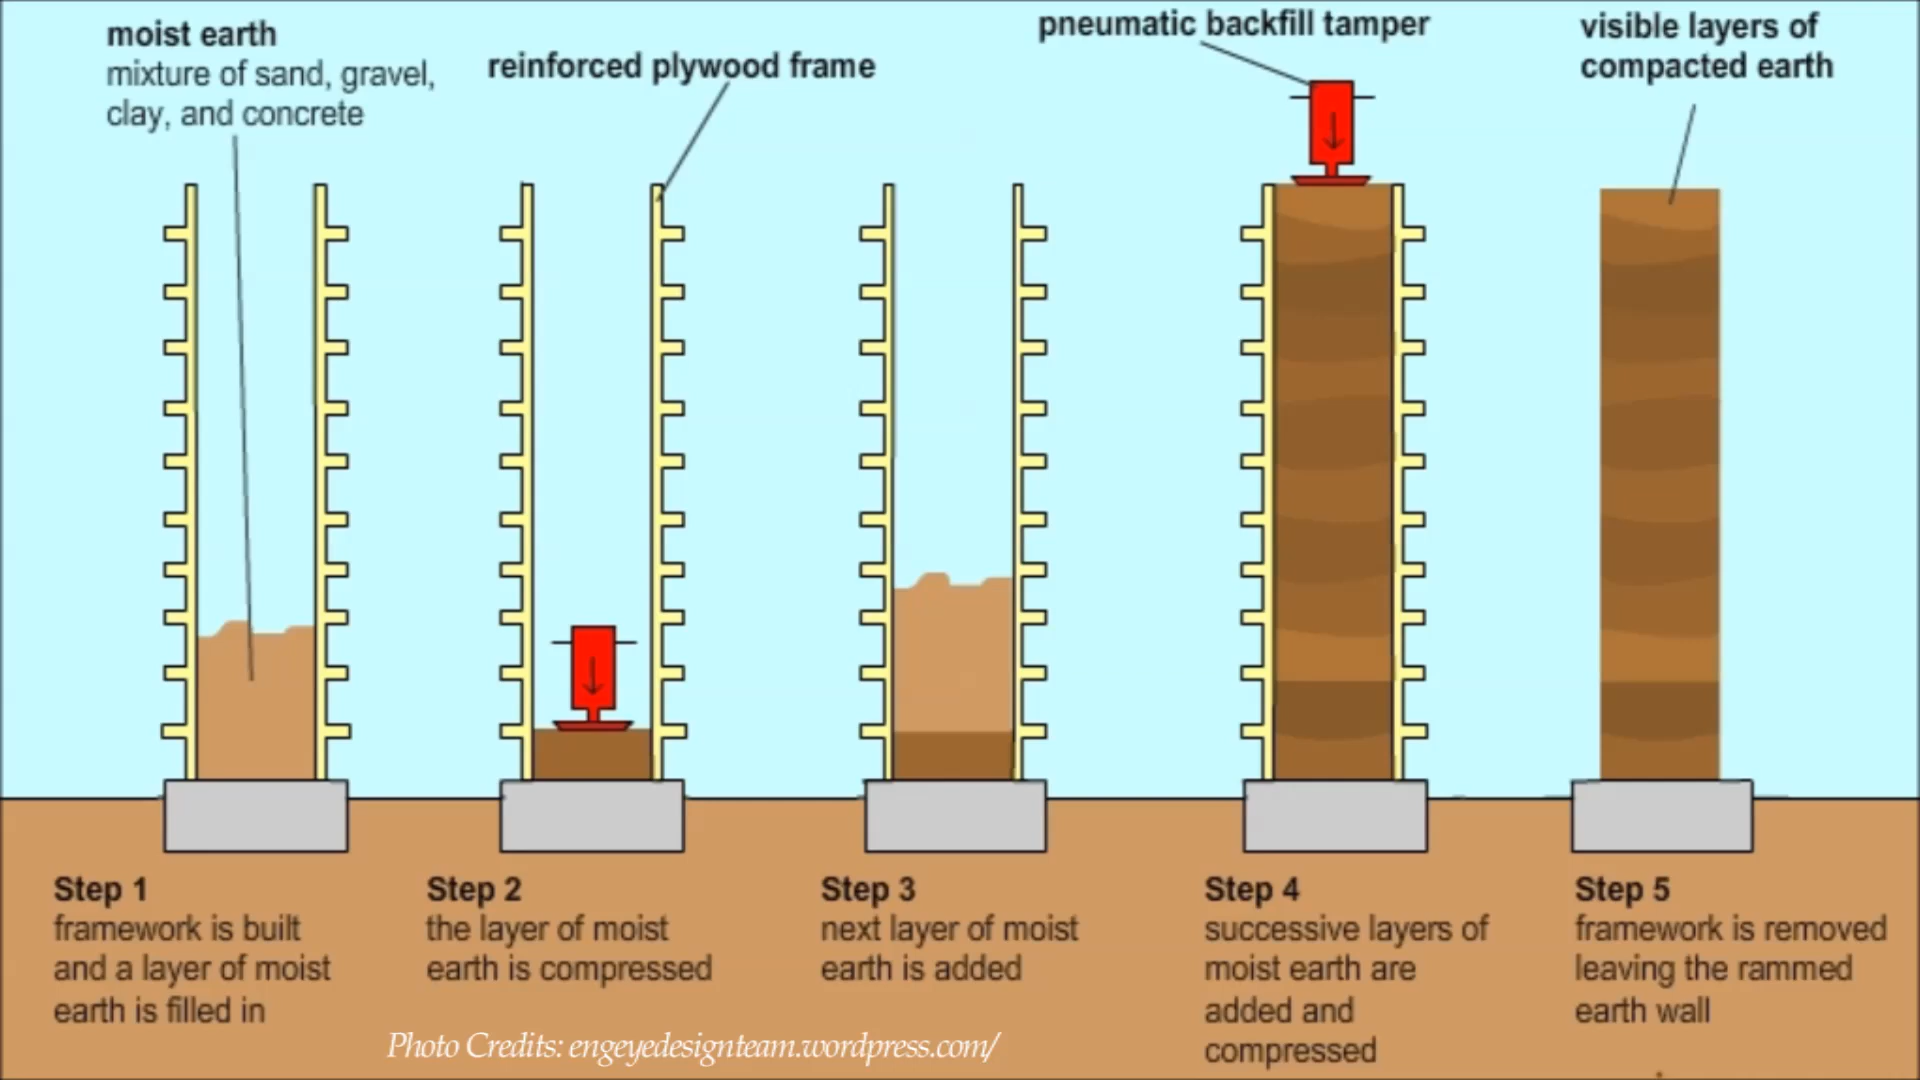 moist earth
mixture of sand, gravel,
clay, and concrete
reinforced plywood frame
pneumatic backfill tamper
visible layers of
compacted earth
Step 1
framework is built
and a layer of moist
earth is filled in
Step 2
the layer of moist
earth is compressed
Step 3
next layer of moist
earth is added
Step 4
successive layers of
moist earth are
added and
compressed
Step 5
framework is removed
leaving the rammed
earth wall
Photo Credits: engeyedesignteam.wordpress.com/